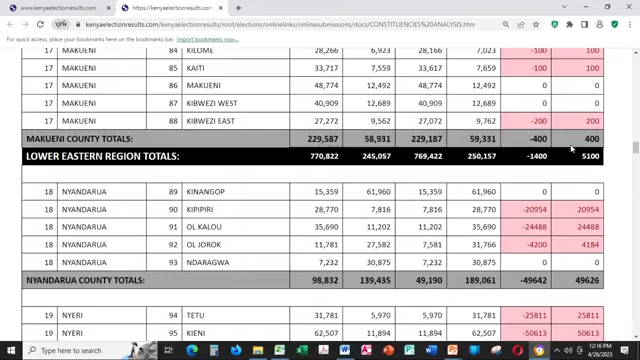 https://www.kenyaelectionresults
https://kenyaelectionresults/root
VPN
https://kenyaelectionresults/root/elections/onlinelinks/onlinesubmissions/docs/CONSTITUENCIES%20ANALYSIS.htm
For quick access, place your bookmarks here on the bookmarks bar. Import bookmarks now...
17 MAKUENI 84 KILOME 28,266 6,923 28,166 7,023 -100 100
17 MAKUENI 85 KAITI 33,717 7,559 33,617 7,659 -100 100
17 MAKUENI 86 MAKUENI 48,774 12,492 48,774 12,492 0 0
17 MAKUENI 87 KIBWEZI WEST 40,909 12,689 40,909 12,689 0 0
17 MAKUENI 88 KIBWEZI EAST 27,272 9,562 27,072 9,762 -200 200
MAKUENI COUNTY TOTALS: 229,587 58,931 229,187 59,331 -400 400
LOWER EASTERN REGION TOTALS: 770,822 245,057 769,422 250,157 -1400 5100
18 NYANDARUA 89 KINANGOP 15,359 61,960 15,359 61,960 0 0
18 NYANDARUA 90 KIPIPIRI 28,770 7,816 7,816 28,770 -20954 20954
18 NYANDARUA 91 OL KALOU 35,690 11,202 11,202 35,690 -24488 24488
18 NYANDARUA 92 OL JOROK 11,781 27,582 7,581 31,766 -4200 4184
18 NYANDARUA 93 NDARAGWA 7,232 30,875 7,232 30,875 0 0
NYANDARUA COUNTY TOTALS: 98,832 139,435 49,190 189,061 -49642 49626
19 NYERI 94 TETU 31,781 5,970 5,970 31,781 -25811 25811
19 NYERI 95 KIENI 62,507 11,894 11,894 62,507 -50613 50613
12:16 PM
4/26/2023